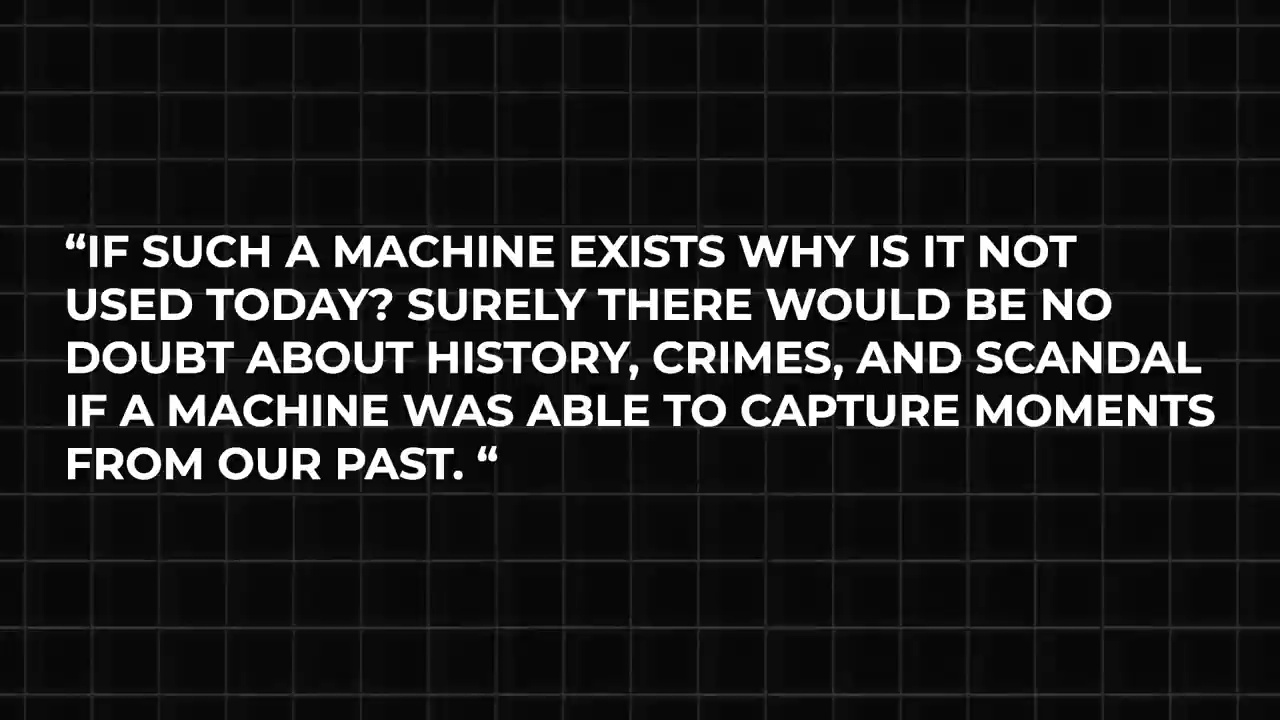 “IF SUCH A MACHINE EXISTS WHY IS IT NOT
USED TODAY? SURELY THERE WOULD BE NO
DOUBT ABOUT HISTORY, CRIMES, AND SCANDAL
IF A MACHINE WAS ABLE TO CAPTURE MOMENTS
FROM OUR PAST. “